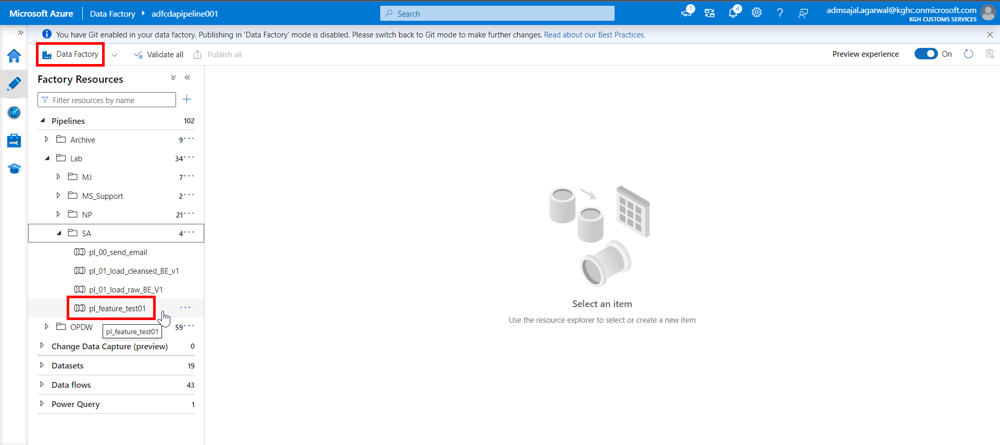 Microsoft Azure
Data Factory
adfcdapipeline001
Search
1
4
admsajal.agarwal@kghc.onmicrosoft.com
KGH CUSTOMS SERVICES
You have Git enabled in your data factory. Publishing in 'Data Factory' mode is disabled. Please switch back to Git mode to make further changes. Read about our Best Practices.
Data Factory
Validate all
Publish all
Preview experience
On
Factory Resources
Filter resources by name
Pipelines 102
Archive 9
Lab 34
MJ 7
MS_Support 2
NP 21
SA 4
pl_00_send_email
pl_01_load_cleansed_BE_v1
pl_01_load_raw_BE_V1
pl_feature_test01
OPDW 59
pl_feature_test01
Change Data Capture (preview) 0
Datasets 19
Data flows 43
Power Query 1
Select an item
Use the resource explorer to select or create a new item